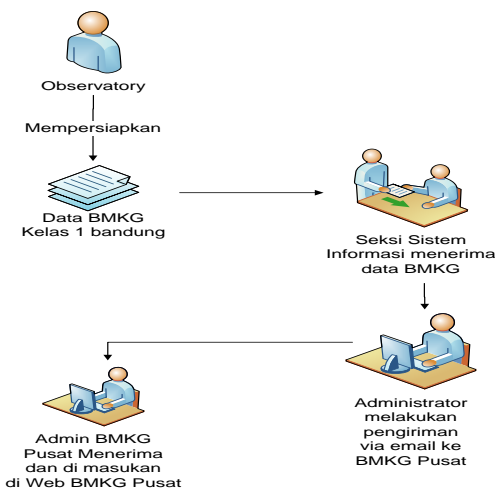 Observatory
Mempersiapkan
Data BMKG
Kelas 1 bandung
Seksi Sistem
Informasi menerima
data BMKG
Administrator
melakukan
pengiriman
via email ke
BMKG Pusat
Admin BMKG
Pusat Menerima
dan di masukan
di Web BMKG Pusat